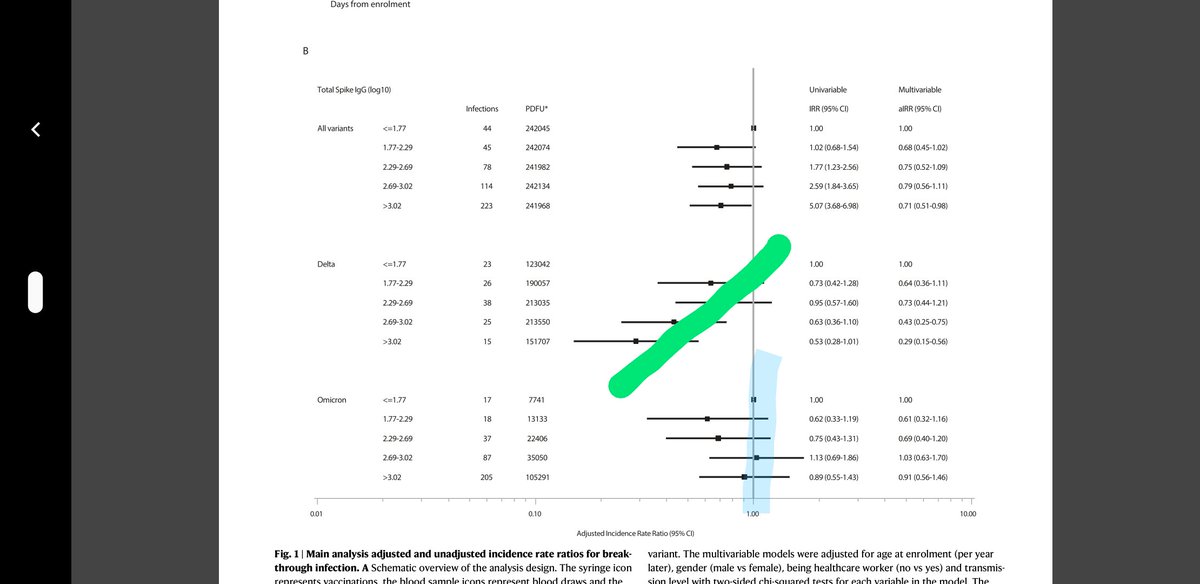 Days from enrolment
B
Total Spike IgG (log10) Univariable Multivariable
Infections PDFU* IRR (95% CI) aIRR (95% CI)
All variants <=1.77 44 242045 1.00 1.00
1.77-2.29 45 242074 1.02 (0.68-1.54) 0.68 (0.45-1.02)
2.29-2.69 78 241982 1.77 (1.23-2.56) 0.75 (0.52-1.09)
2.69-3.02 114 242134 2.59 (1.84-3.65) 0.79 (0.56-1.11)
>3.02 223 241968 5.07 (3.68-6.98) 0.71 (0.51-0.98)
Delta <=1.77 23 123042 1.00 1.00
1.77-2.29 26 190057 0.73 (0.42-1.28) 0.64 (0.36-1.11)
2.29-2.69 38 213035 0.95 (0.57-1.60) 0.73 (0.44-1.21)
2.69-3.02 25 213550 0.63 (0.36-1.10) 0.43 (0.25-0.75)
>3.02 15 151707 0.53 (0.28-1.01) 0.29 (0.15-0.56)
Omicron <=1.77 17 7741 1.00 1.00
1.77-2.29 18 13133 0.62 (0.33-1.19) 0.61 (0.32-1.16)
2.29-2.69 37 22406 0.75 (0.43-1.31) 0.69 (0.40-1.20)
2.69-3.02 87 35050 1.13 (0.69-1.86) 1.03 (0.63-1.70)
>3.02 205 105291 0.89 (0.55-1.43) 0.91 (0.56-1.46)
0.01 0.10 1.00 10.00
Adjusted Incidence Rate Ratio (95% CI)
Fig. 1 | Main analysis adjusted and unadjusted incidence rate ratios for break-
through infection. A Schematic overview of the analysis design. The syringe icon
represents vaccinations, the blood sample icons represent blood draws and the
variant. The multivariable models were adjusted for age at enrolment (per year
later), gender (male vs female), being healthcare worker (no vs yes) and transmis-
sion level with two-sided chi-squared tests for each variable in the model. The